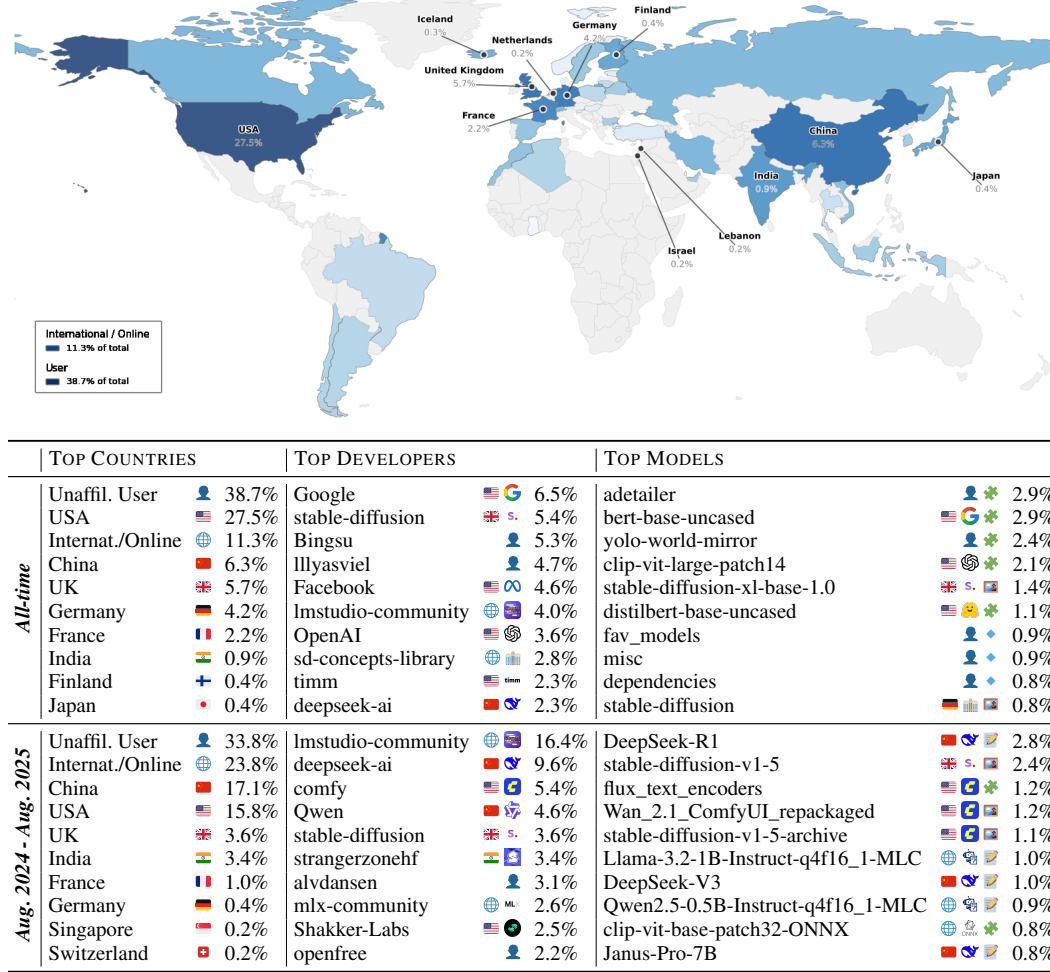 Iceland
0.3%
Finland
0.4%
Germany
4.2%
Netherlands
0.2%
United Kingdom
5.7%
France
2.2%
USA
27.5%
China
6.3%
India
0.9%
Japan
0.4%
Lebanon
0.2%
Israel
0.2%
International / Online
11.3% of total
User
38.7% of total
TOP COUNTRIES TOP DEVELOPERS TOP MODELS
All-time
Unaffil. User 38.7% Google 6.5% adetailer 2.9%
USA 27.5% stable-diffusion s. 5.4% bert-base-uncased 2.9%
Internat./Online 11.3% Bingsu 5.3% yolo-world-mirror 2.4%
China 6.3% lllyasviel 4.7% clip-vit-large-patch14 2.1%
UK 5.7% Facebook 4.6% stable-diffusion-xl-base-1.0 s. 1.4%
Germany 4.2% lmstudio-community 4.0% distilbert-base-uncased 1.1%
France 2.2% OpenAI 3.6% fav_models 0.9%
India 0.9% sd-concepts-library 2.8% misc 0.9%
Finland 0.4% timm timm 2.3% dependencies 0.8%
Japan 0.4% deepseek-ai 2.3% stable-diffusion 0.8%
Aug. 2024 - Aug. 2025
Unaffil. User 33.8% lmstudio-community 16.4% DeepSeek-R1 2.8%
Internat./Online 23.8% deepseek-ai 9.6% stable-diffusion-v1-5 s. 2.4%
China 17.1% comfy 5.4% flux_text_encoders 1.2%
USA 15.8% Qwen 4.6% Wan_2.1_ComfyUI_repackaged 1.2%
UK 3.6% stable-diffusion s. 3.6% stable-diffusion-v1-5-archive 1.1%
India 3.4% strangerzonehf 3.4% Llama-3.2-1B-Instruct-q4f16_1-MLC 1.0%
France 1.0% alvdansen 3.1% DeepSeek-V3 1.0%
Germany 0.4% mlx-community MLX 2.6% Qwen2.5-0.5B-Instruct-q4f16_1-MLC 0.9%
Singapore 0.2% Shakker-Labs 2.5% clip-vit-base-patch32-ONNX ONNX 0.8%
Switzerland 0.2% openfree 2.2% Janus-Pro-7B 0.8%